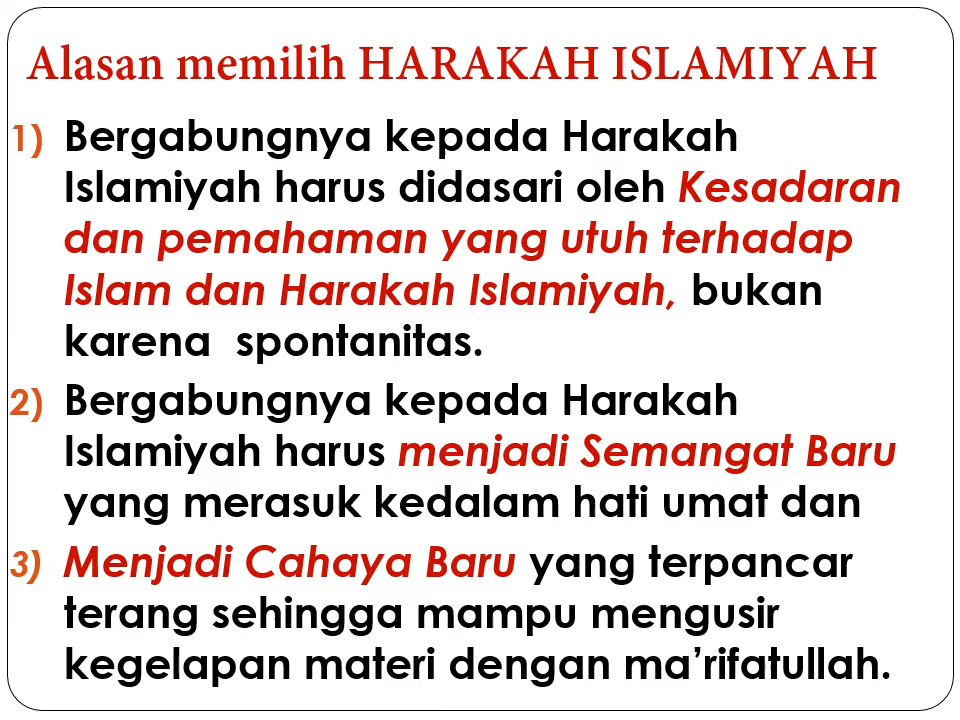 Alasan memilih HARAKAH ISLAMIYAH
1) Bergabungnya kepada Harakah
Islamiyah harus didasari oleh Kesadaran
dan pemahaman yang utuh terhadap
Islam dan Harakah Islamiyah, bukan
karena spontanitas.
2) Bergabungnya kepada Harakah
Islamiyah harus menjadi Semangat Baru
yang merasuk kedalam hati umat dan
3) Menjadi Cahaya Baru yang terpancar
terang sehingga mampu mengusir
kegelapan materi dengan ma’rifatullah.